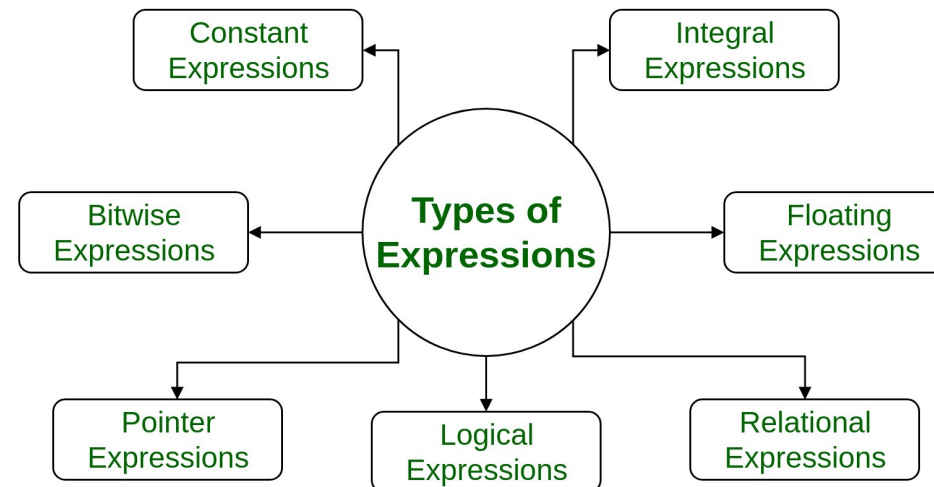 Constant
Expressions
Integral
Expressions
Types of
Expressions
Bitwise
Expressions
Floating
Expressions
Pointer
Expressions
Logical
Expressions
Relational
Expressions